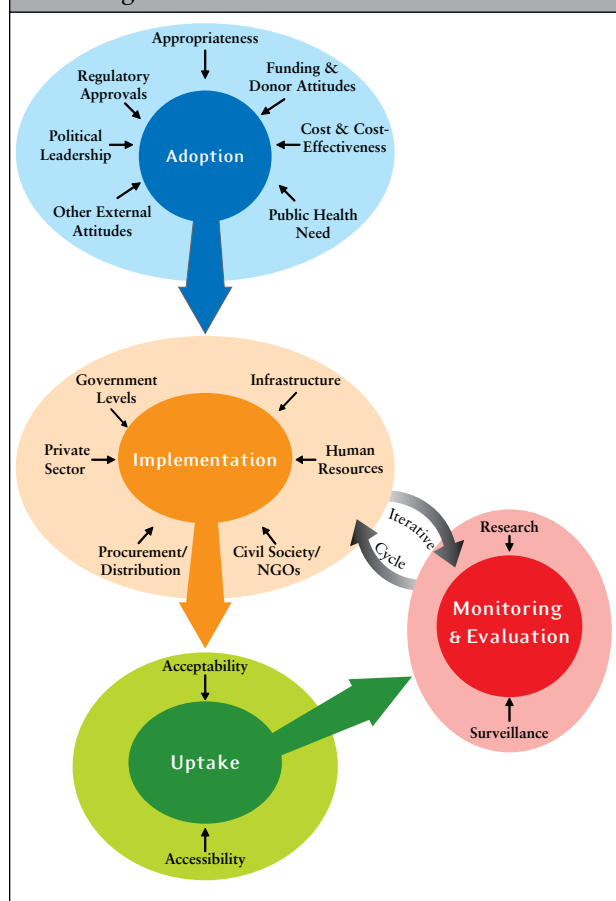 Appropriateness
Regulatory
Approvals
Funding &
Donor Attitudes
Political
Leadership
Adoption
Cost & Cost-
Effectiveness
Other External
Attitudes
Public Health
Need
Government
Levels
Infrastructure
Private
Sector
Implementation
Human
Resources
Procurement/
Distribution
Civil Society/
NGOs
Iterative
Cycle
Research
Monitoring
& Evaluation
Surveillance
Acceptability
Uptake
Accessibility